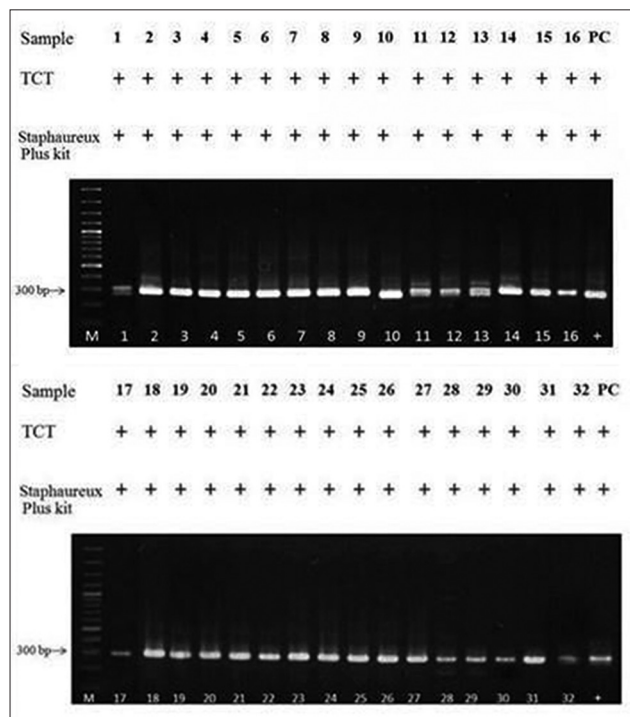 Sample 1 2 3 4 5 6 7 8 9 10 11 12 13 14 15 16 PC
TCT + + + + + + + + + + + + + + + + +
Staphaureux + + + + + + + + + + + + + + + + +
Plus kit
300 bp→
M 1 2 3 4 5 6 7 8 9 10 11 12 13 14 15 16 +
Sample 17 18 19 20 21 22 23 24 25 26 27 28 29 30 31 32 PC
TCT + + + + + + + + + + + + + + + + +
Staphaureux + + + + + + + + + + + + + + + + +
Plus kit
300 bp→
M 17 18 19 20 21 22 23 24 25 26 27 28 29 30 31 32 +